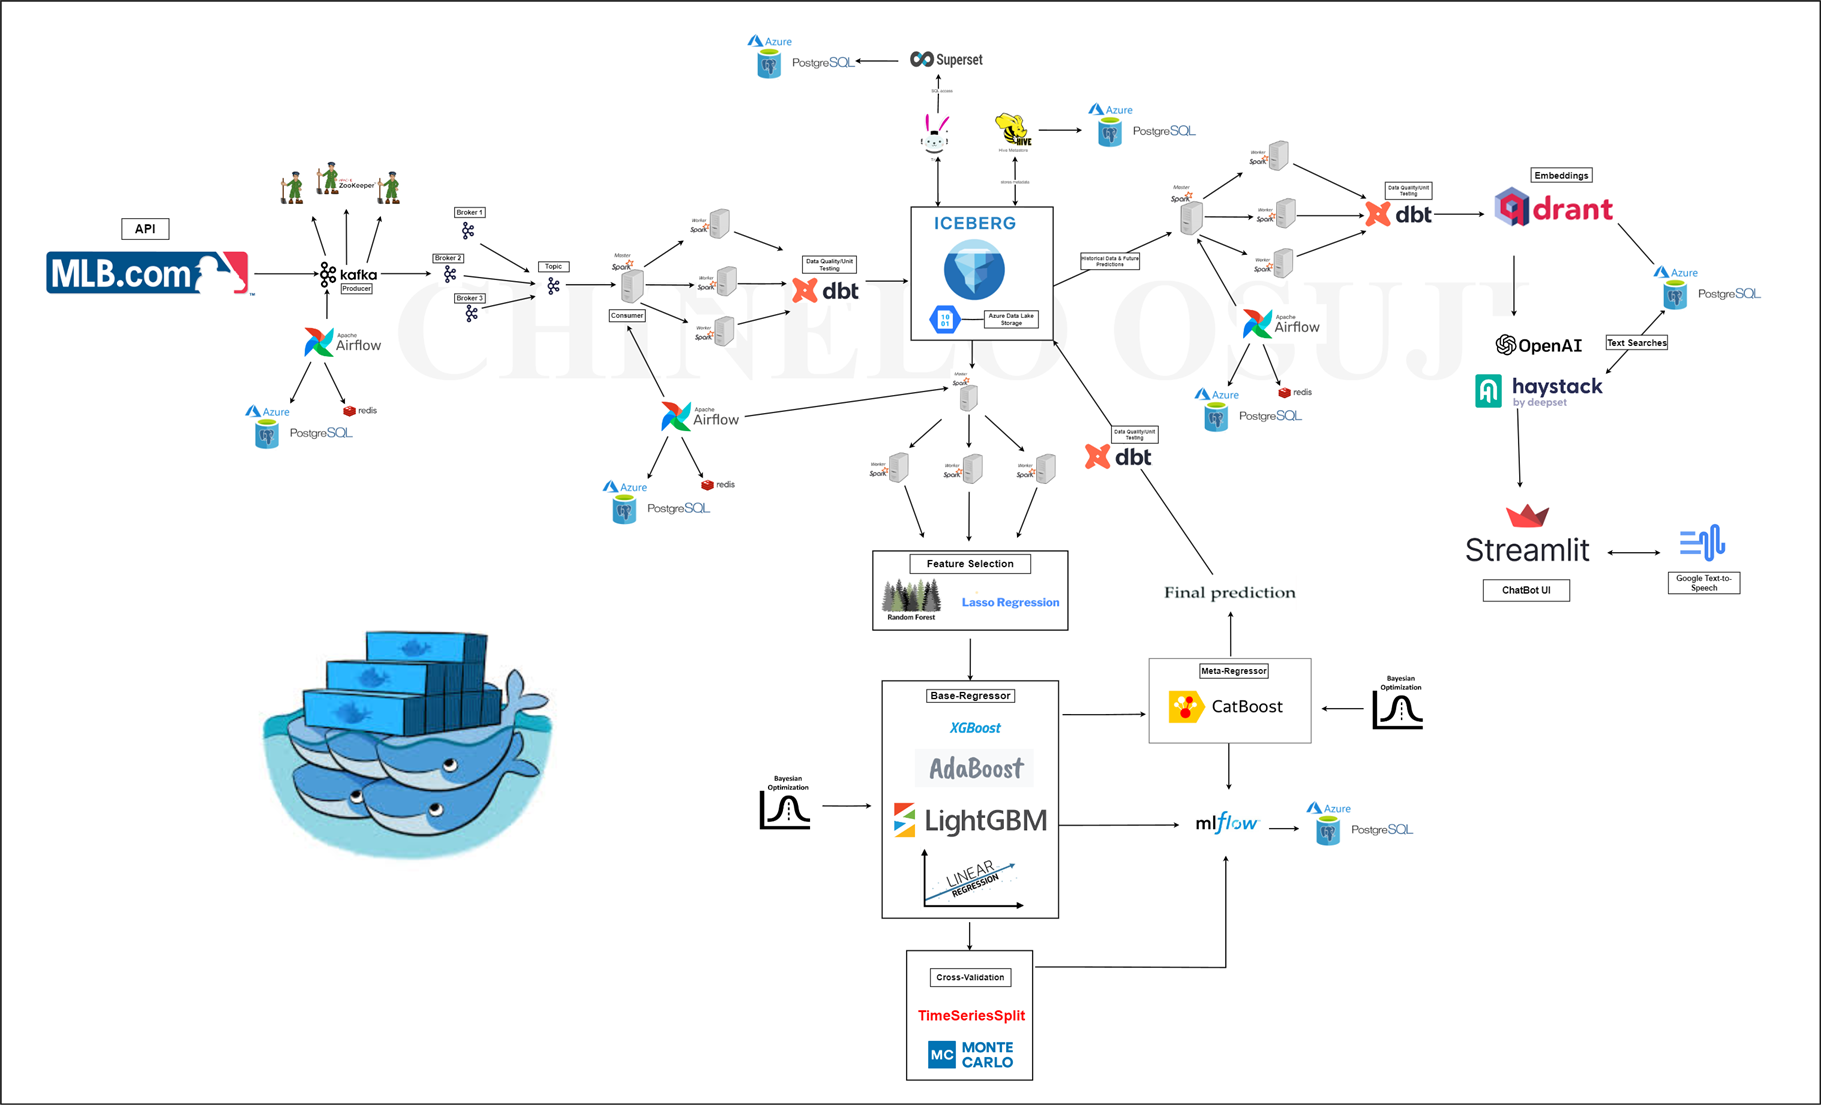 Azure
PostgreSQL
Superset
SQL access
Azure
PostgreSQL
HIVE
Hive Metastore
APACHE
ZooKeeper
API
MLB.com
TM
kafka
Producer
Broker 1
Broker 2
Broker 3
Topic
Master
Spark
Consumer
Worker
Spark
Worker
Spark
Worker
Spark
Data Quality/Unit
Testing
dbt
ICEBERG
10
01
Azure Data Lake
Storage
Historical Data & Future
Predictions
Master
Spark
Worker
Spark
Worker
Spark
Worker
Spark
Data Quality/Unit
Testing
dbt
Embeddings
qdrant
Azure
PostgreSQL
Text Searches
OpenAI
haystack
by deepset
Streamlit
ChatBot UI
Google Text-to-
Speech
CHINELO OSUJI
Apache
Airflow
Azure
PostgreSQL
redis
Apache
Airflow
Azure
PostgreSQL
redis
Apache
Airflow
Azure
PostgreSQL
redis
Master
Spark
Worker
Spark
Worker
Spark
Worker
Spark
Data Quality/Unit
Testing
dbt
Feature Selection
Random Forest
Lasso Regression
Final prediction
Base-Regressor
XGBoost
AdaBoost
LightGBM
LINEAR
REGRESSION
Bayesian
Optimization
Meta-Regressor
CatBoost
Bayesian
Optimization
mlflow
Azure
PostgreSQL
Cross-Validation
TimeSeriesSplit
MC
MONTE
CARLO